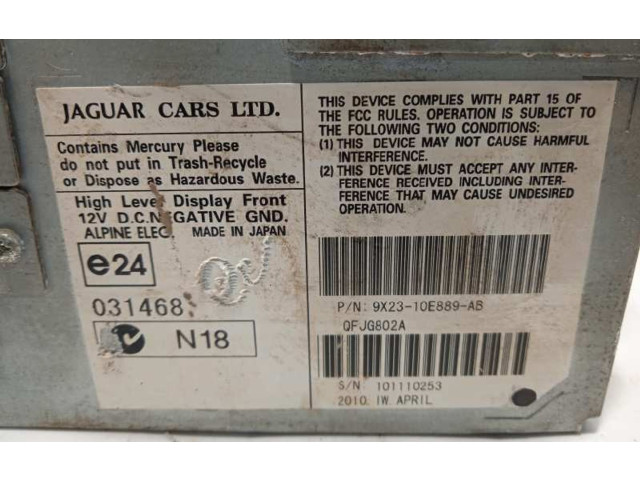 JAGUAR CARS LTD.
Contains Mercury Please
do not put in Trash-Recycle
or Dispose as Hazardous Waste.
High Level Display Front
12V D.C.NEGATIVE GND.
ALPINE ELEC. MADE IN JAPAN
e24
031468
N18
THIS DEVICE COMPLIES WITH PART 15 OF
THE FCC RULES. OPERATION IS SUBJECT TO
THE FOLLOWING TWO CONDITIONS:
(1) THIS DEVICE MAY NOT CAUSE HARMFUL
INTERFERENCE.
(2) THIS DEVICE MUST ACCEPT ANY INTER-
FERENCE RECEIVED INCLUDING INTER-
FERENCE THAT MAY CAUSE UNDESIRED
OPERATION.
P/N: 9X23-10E889-AB
QFJG802A
S/N: 101110253
2010. 1W. APRIL